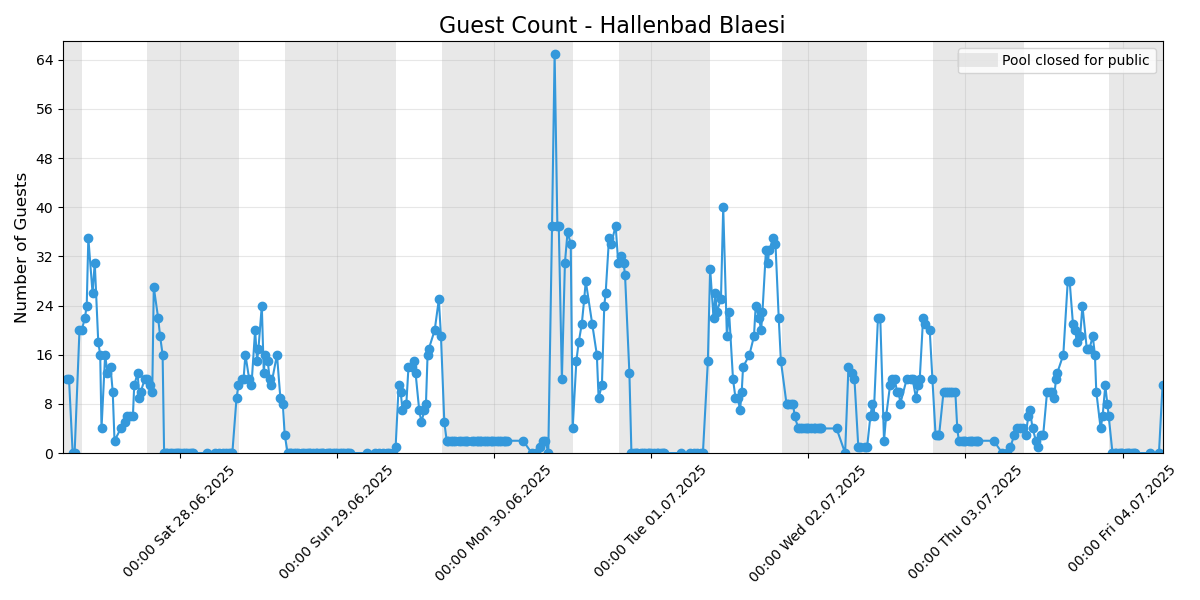 Guest Count - Hallenbad Blaesi
Pool closed for public
Number of Guests
64
56
48
40
32
24
16
8
0
00:00 Sat 28.06.2025
00:00 Sun 29.06.2025
00:00 Mon 30.06.2025
00:00 Tue 01.07.2025
00:00 Wed 02.07.2025
00:00 Thu 03.07.2025
00:00 Fri 04.07.2025